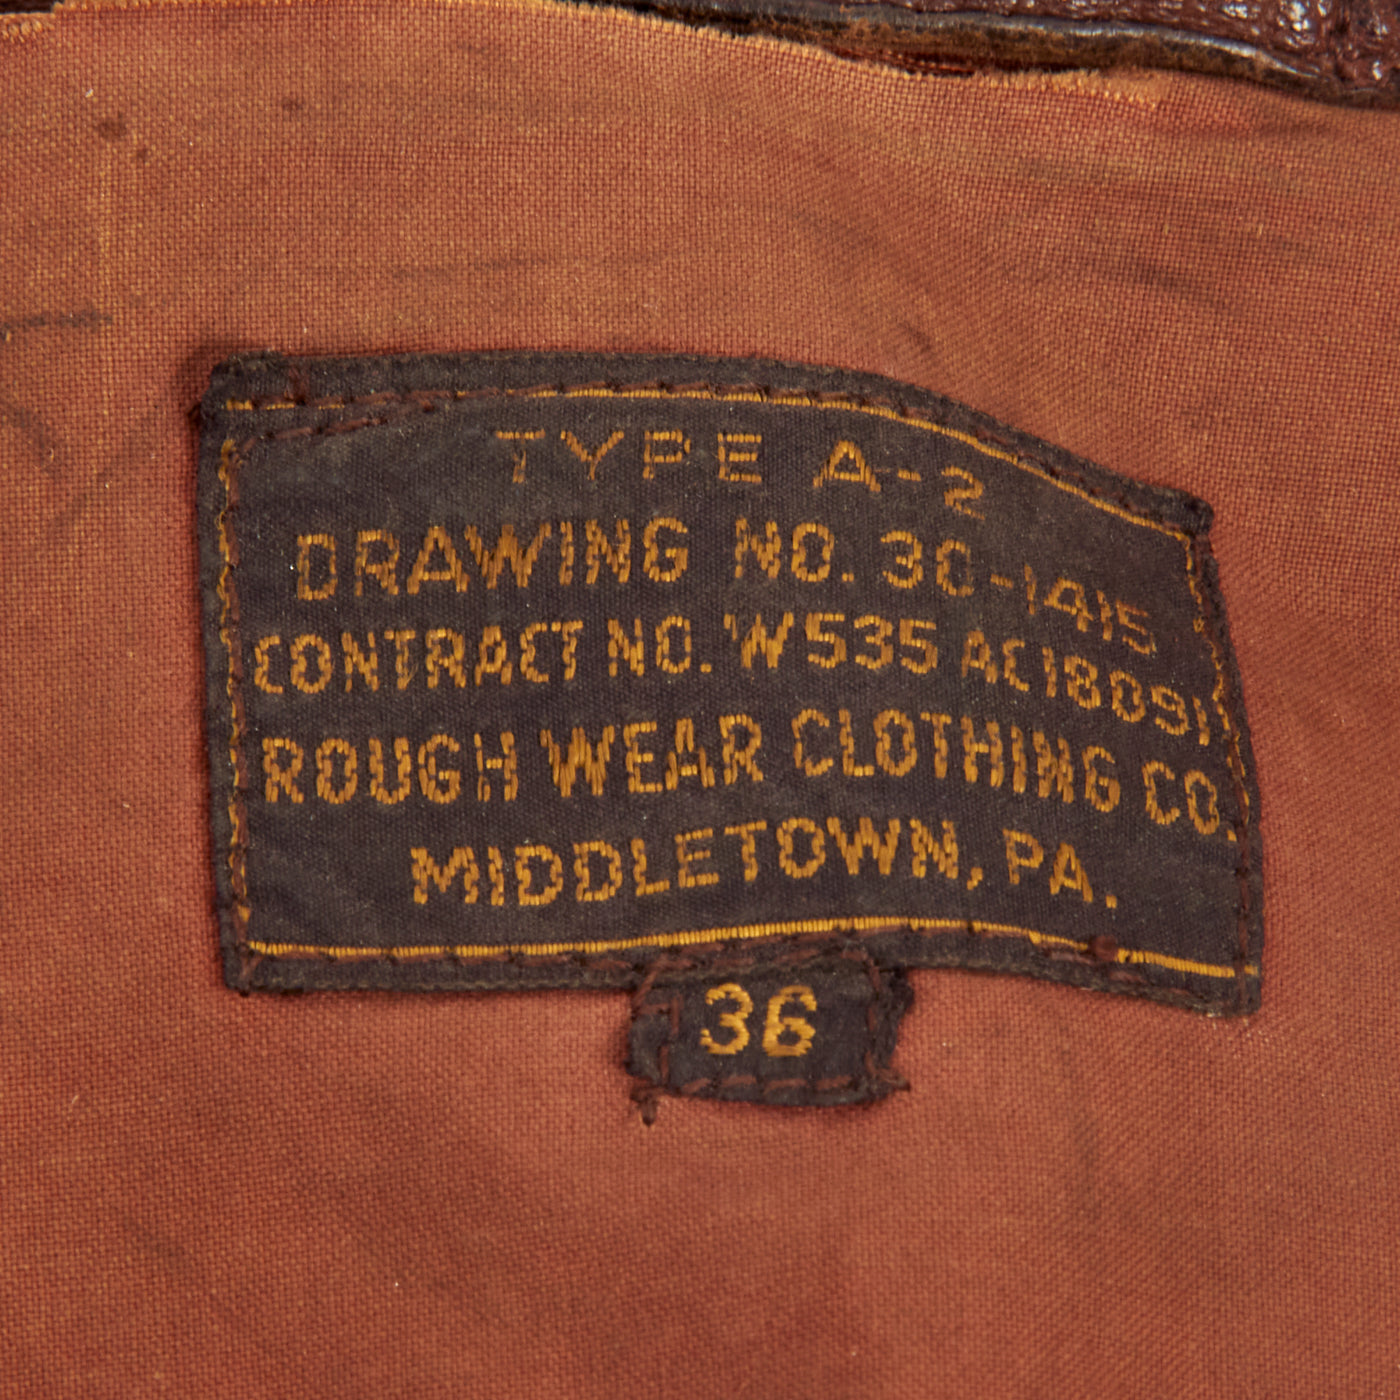 TYPE A-2
DRAWING NO. 30-1415
CONTRACT NO. W535 AC18091
ROUGH WEAR CLOTHING CO.
MIDDLETOWN, PA.
36